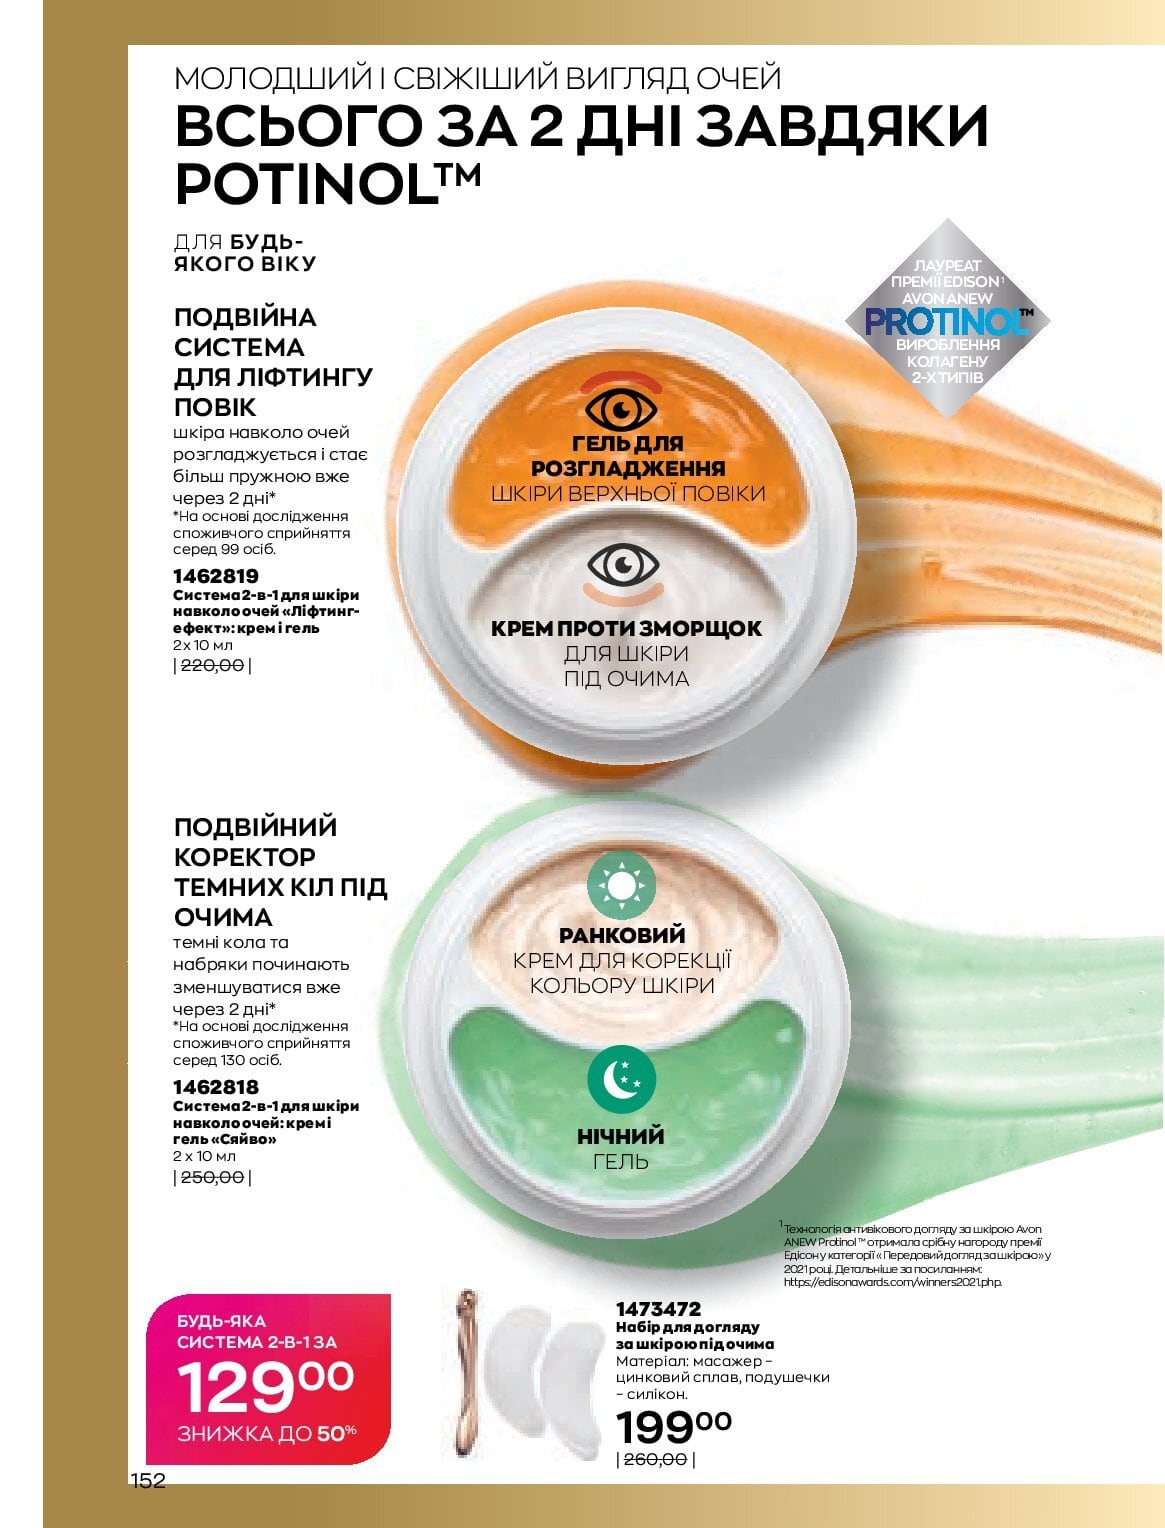 МОЛОДШИЙ І СВІЖІШИЙ ВИГЛЯД ОЧЕЙ
ВСЬОГО ЗА 2 ДНІ ЗАВДЯКИ
POTINOL™
ДЛЯ БУДЬ-
ЯКОГО ВІКУ
ПОДВІЙНА
СИСТЕМА
ДЛЯ ЛІФТИНГУ
ПОВІК
шкіра навколо очей
розгладжується і стає
більш пружною вже
через 2 дні*
*На основі дослідження
споживчого сприйняття
серед 99 осіб.
1462819
Система 2-в-1 для шкіри
навколо очей «Ліфтинг-
ефект»: крем і гель
2 х 10 мл
| 220,00 |
ЛАУРЕАТ
ПРЕМІЇ EDISON¹
AVON ANEW
PROTINOL™
ВИРОБЛЕННЯ
КОЛАГЕНУ
2-Х ТИПІВ
ГЕЛЬ ДЛЯ
РОЗГЛАДЖЕННЯ
ШКІРИ ВЕРХНЬОЇ ПОВІКИ
КРЕМ ПРОТИ ЗМОРЩОК
ДЛЯ ШКІРИ
ПІД ОЧИМА
ПОДВІЙНИЙ
КОРЕКТОР
ТЕМНИХ КІЛ ПІД
ОЧИМА
темні кола та
набряки починають
зменшуватися вже
через 2 дні*
*На основі дослідження
споживчого сприйняття
серед 130 осіб.
1462818
Система 2-в-1 для шкіри
навколо очей: крем і
гель «Сяйво»
2 х 10 мл
| 250,00 |
РАНКОВИЙ
КРЕМ ДЛЯ КОРЕКЦІЇ
КОЛЬОРУ ШКІРИ
НІЧНИЙ
ГЕЛЬ
¹ Технологія антивікового догляду за шкірою Avon
ANEW Protinol ™ отримала срібну нагороду премії
Едісон у категорії « Передовий догляд за шкірою» у
2021 році. Детальніше за посиланням:
https://edisonawards.com/winners2021.php.
БУДЬ-ЯКА
СИСТЕМА 2-В-1 ЗА
129⁰⁰
ЗНИЖКА ДО 50%
1473472
Набір для догляду
за шкірою під очима
Матеріал: масажер –
цинковий сплав, подушечки
– силікон.
199⁰⁰
| 260,00 |
152